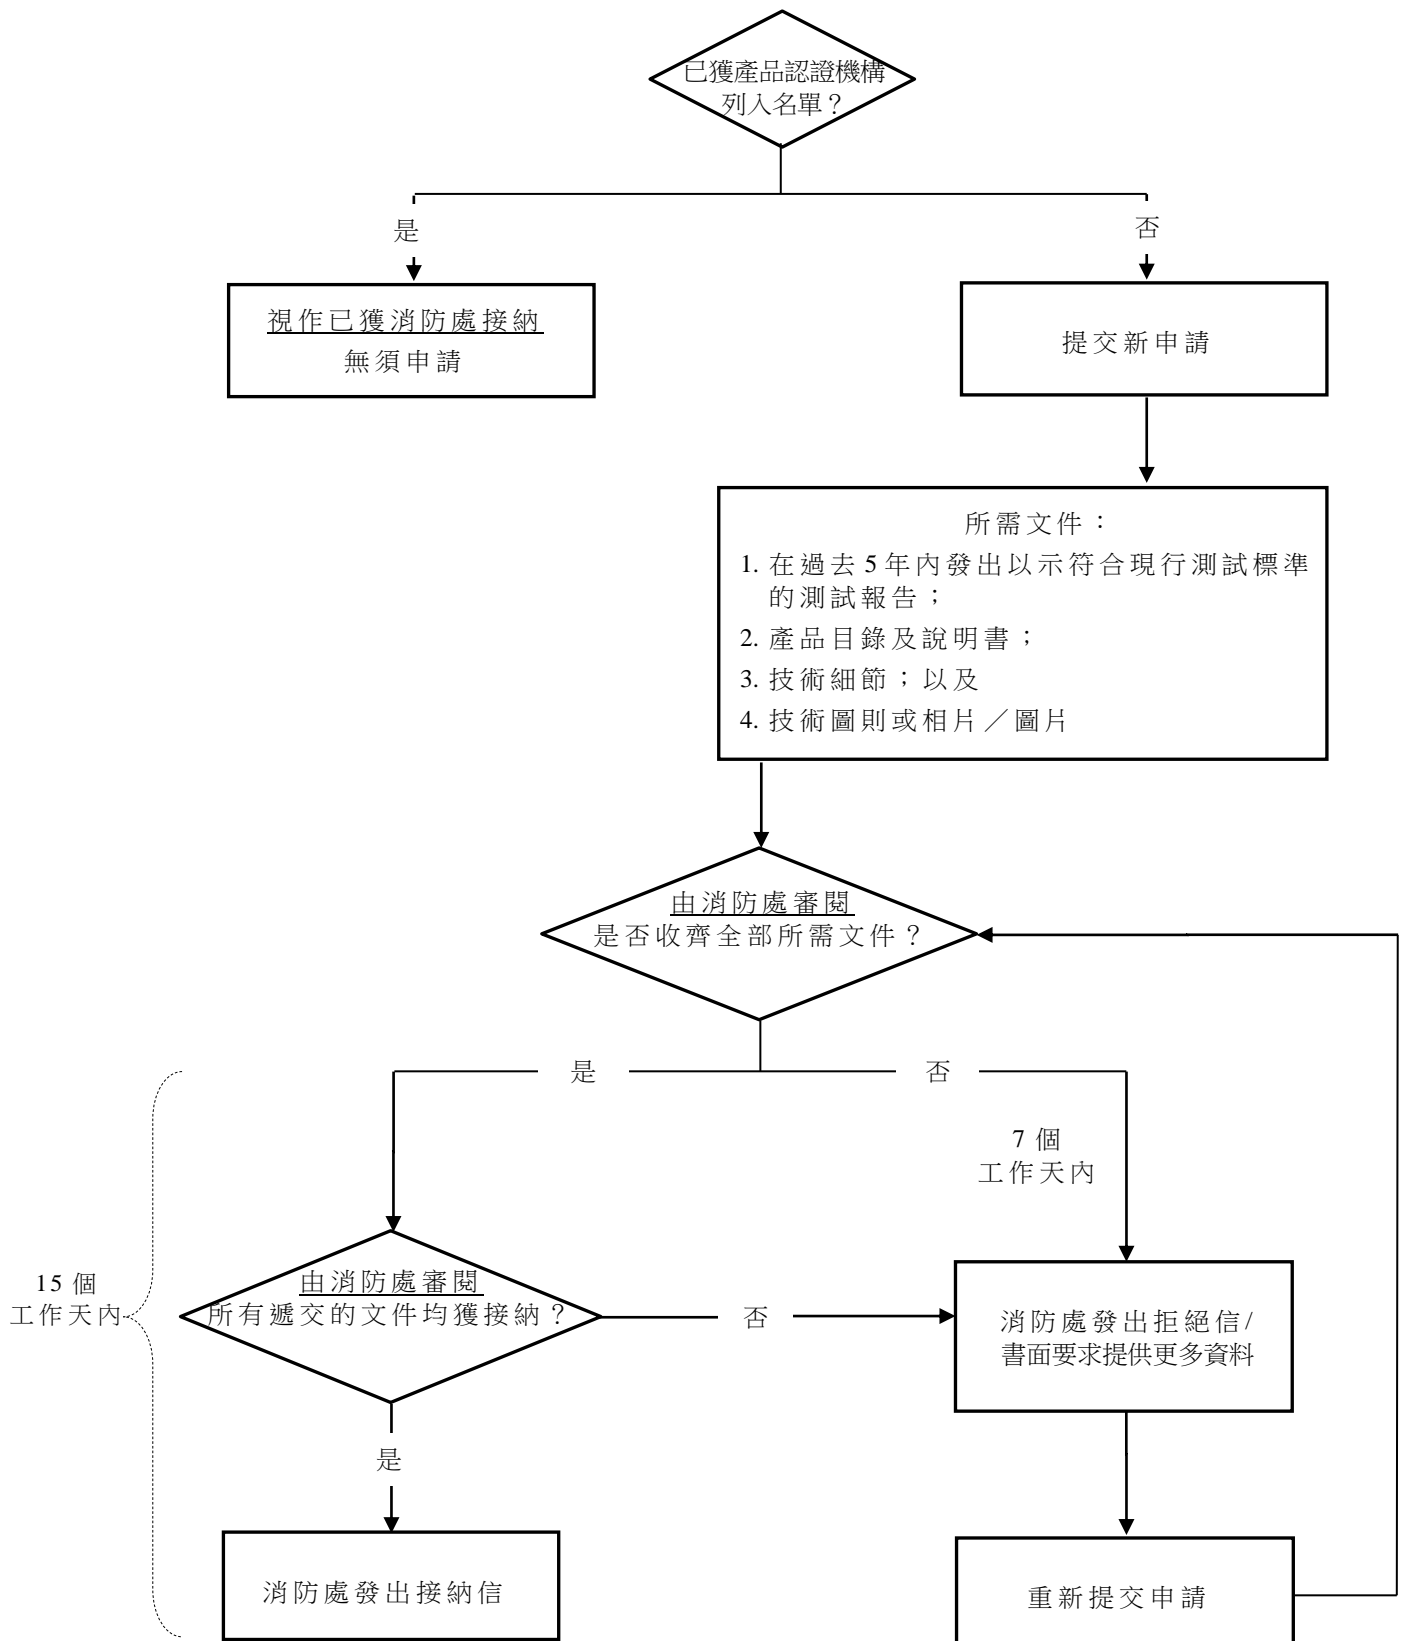 已獲產品認證機構
列入名單？
是
否
視作已獲消防處接納
無須申請
提交新申請
所需文件：
1. 在過去 5 年內發出以示符合現行測試標準
的測試報告；
2. 產品目錄及說明書；
3. 技術細節；以及
4. 技術圖則或相片／圖片
由消防處審閱
是否收齊全部所需文件？
是
否
7 個
工作天內
15 個
工作天內
由消防處審閱
所有遞交的文件均獲接納？
否
消防處發出拒絕信/
書面要求提供更多資料
是
消防處發出接納信
重新提交申請